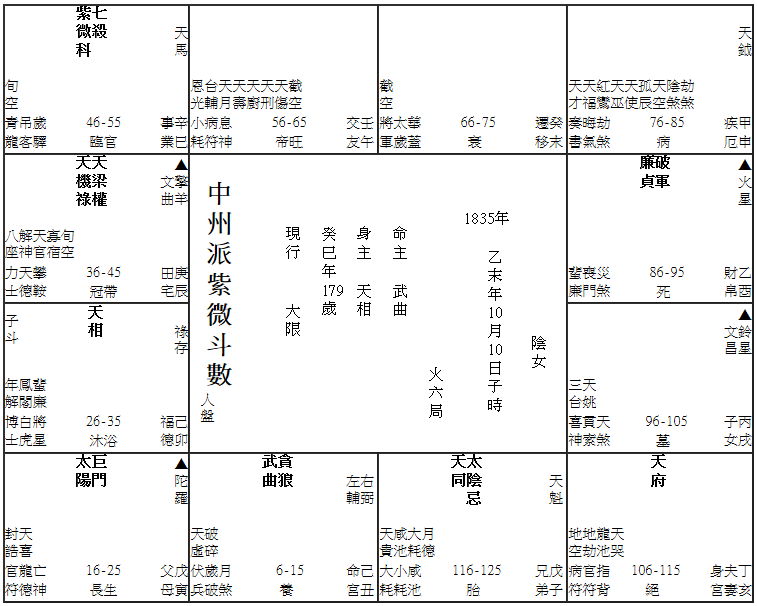 紫七
微殺
科
天
馬
旬
空
青吊歲 46-55 事辛
龍客驛 臨官 業巳
恩台天天天天天截
光輔月壽廚刑傷空
小病息 56-65 交壬
耗符神 帝旺 友午
截
空
將太華 66-75 遷癸
軍歲蓋 衰 移未
天
鉞
天天紅天天孤天陰劫
才福鸞巫使辰空煞煞
奏晦劫 76-85 疾甲
書氣煞 病 厄申
天天
機梁
祿權
▲
文擎
曲羊
八解天寡旬
座神官宿空
力天攀 36-45 田庚
士德鞍 冠帶 宅辰
中州派紫微斗數
人盤
現行 大限
癸巳年179歲
身主 天相
命主 武曲
1835年
乙未年10月10日子時
火六局
陰女
廉破
貞軍
▲
火
星
蜚喪災 86-95 財乙
廉門煞 死 帛酉
子
斗
天
相
祿
存
年鳳蜚
解閣廉
博白將 26-35 福己
士虎星 沐浴 德卯
▲
文鈴
昌星
三天
台姚
喜貫天 96-105 子丙
神索煞 墓 女戌
太巨
陽門
▲
陀
羅
封天
誥喜
官龍亡 16-25 父戊
符德神 長生 母寅
武貪
曲狼
左右
輔弼
天破
虛碎
伏歲月 6-15 命己
兵破煞 養 宮丑
天太
同陰
忌
天
魁
天咸大月
貴池耗德
大小咸 116-125 兄戊
耗耗池 胎 弟子
天
府
地地龍天
空劫池哭
病官指 106-115 身夫丁
符符背 絕 宮妻亥